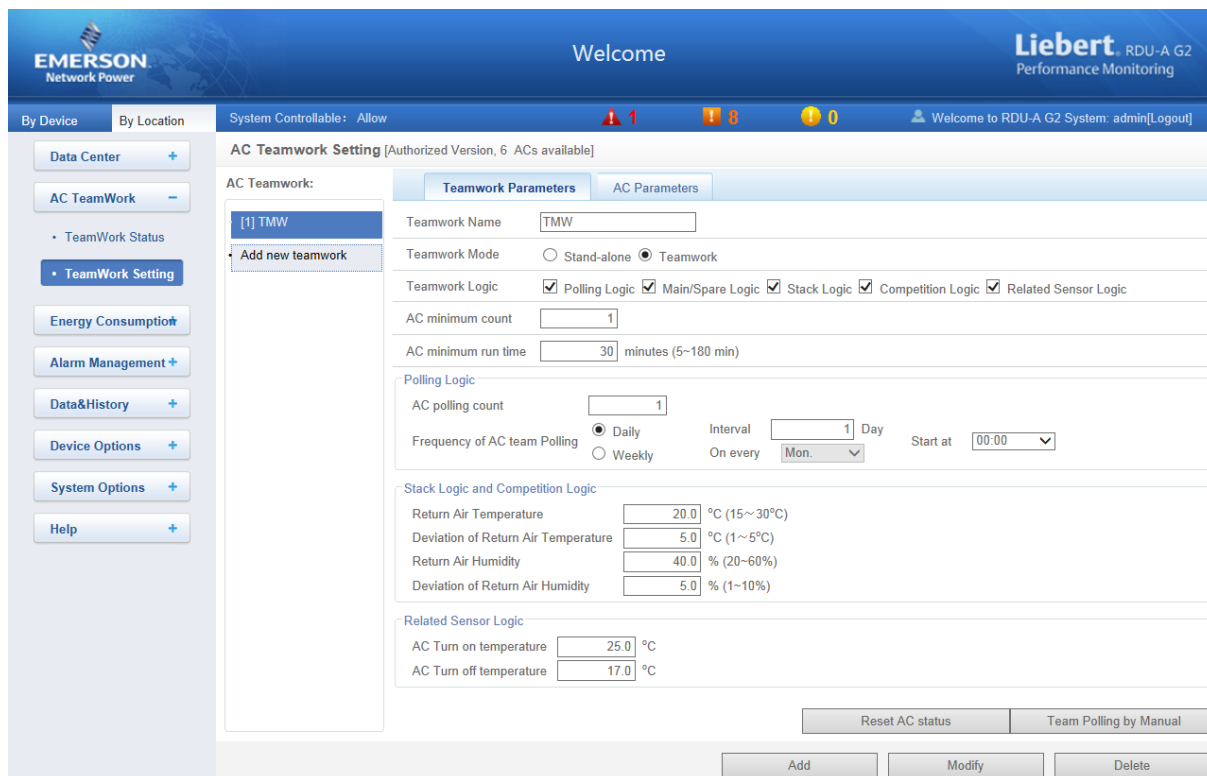 EMERSON
Network Power
Welcome
Liebert® RDU-A G2
Performance Monitoring
By Device By Location
System Controllable: Allow
1 8 0
Welcome to RDU-A G2 System: admin[Logout]
Data Center +
AC TeamWork −
• TeamWork Status
• TeamWork Setting
Energy Consumption+
Alarm Management +
Data&History +
Device Options +
System Options +
Help +
AC Teamwork Setting [Authorized Version, 6 ACs available]
AC Teamwork:
[1] TMW
Add new teamwork
Teamwork Parameters AC Parameters
Teamwork Name TMW
Teamwork Mode Stand-alone Teamwork
Teamwork Logic Polling Logic Main/Spare Logic Stack Logic Competition Logic Related Sensor Logic
AC minimum count 1
AC minimum run time 30 minutes (5~180 min)
Polling Logic
AC polling count 1
Frequency of AC team Polling
Daily Interval 1 Day
Weekly On every Mon.
Start at 00:00
Stack Logic and Competition Logic
Return Air Temperature 20.0 °C (15~30°C)
Deviation of Return Air Temperature 5.0 °C (1~5°C)
Return Air Humidity 40.0 % (20~60%)
Deviation of Return Air Humidity 5.0 % (1~10%)
Related Sensor Logic
AC Turn on temperature 25.0 °C
AC Turn off temperature 17.0 °C
Reset AC status Team Polling by Manual
Add Modify Delete